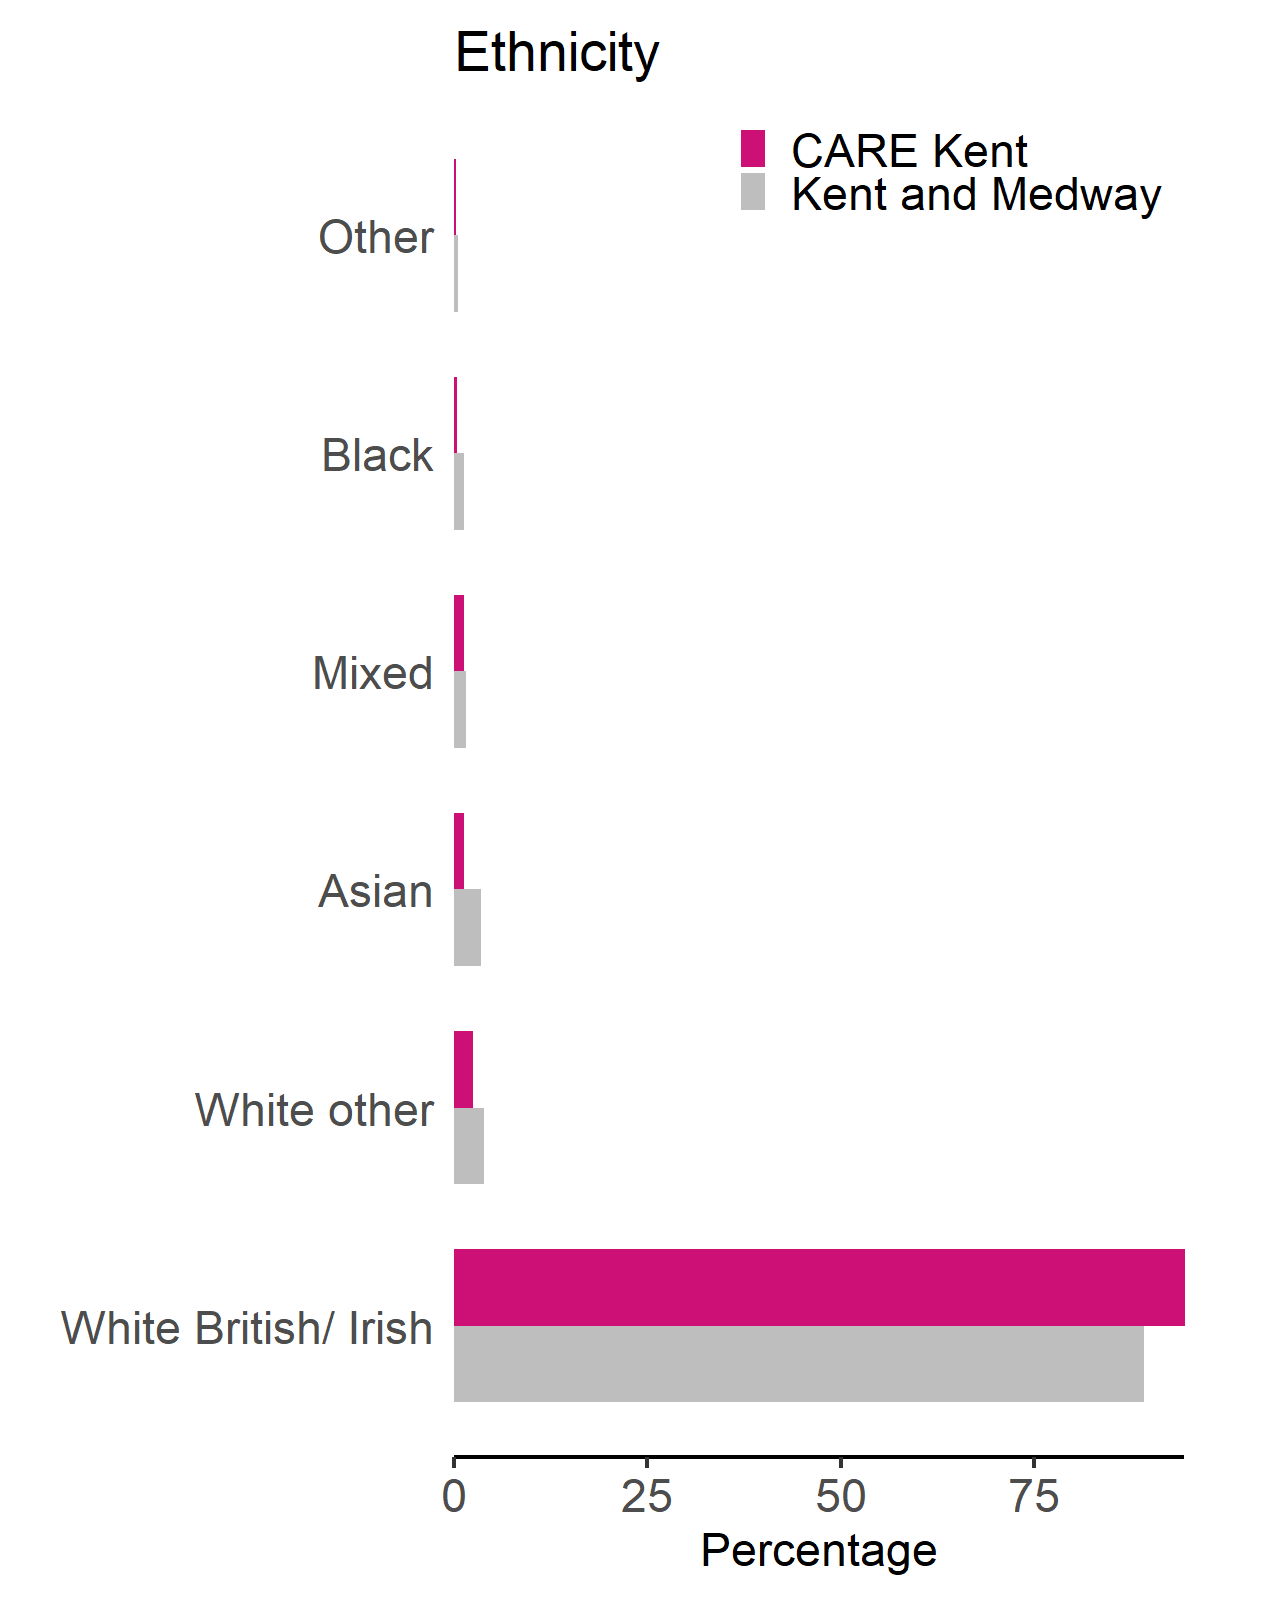 Ethnicity
CARE Kent
Kent and Medway
Other
Black
Mixed
Asian
White other
White British/ Irish
0 25 50 75
Percentage